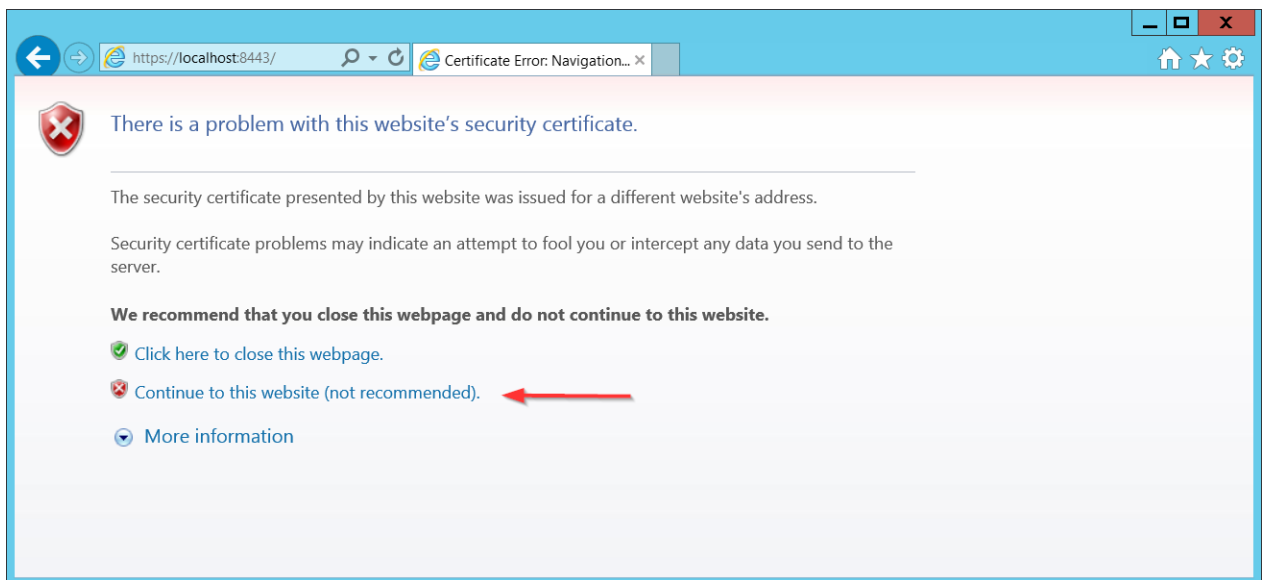 X
https://localhost:8443/
Certificate Error: Navigation...
There is a problem with this website's security certificate.
The security certificate presented by this website was issued for a different website's address.
Security certificate problems may indicate an attempt to fool you or intercept any data you send to the
server.
We recommend that you close this webpage and do not continue to this website.
Click here to close this webpage.
Continue to this website (not recommended).
More information